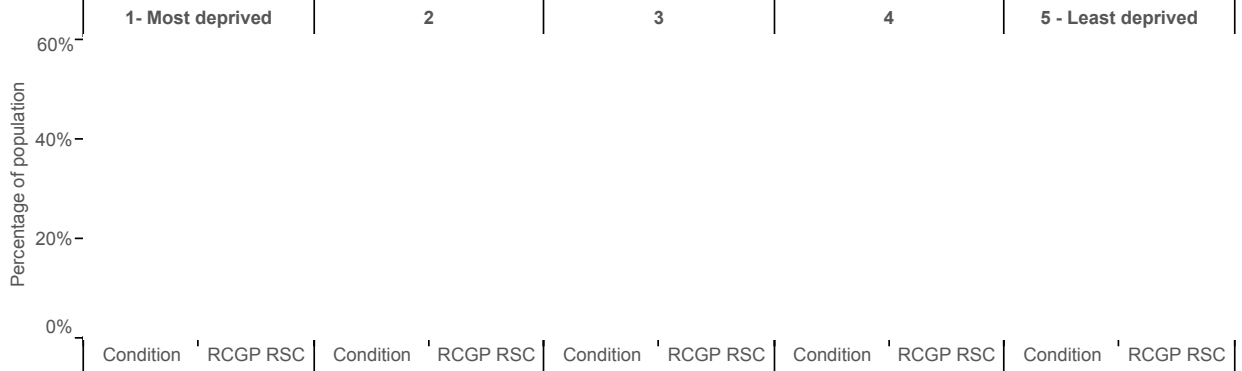 1- Most deprived 2 3 4 5 - Least deprived
60%
40%
20%
0%
Percentage of population
Condition RCGP RSC Condition RCGP RSC Condition RCGP RSC Condition RCGP RSC Condition RCGP RSC